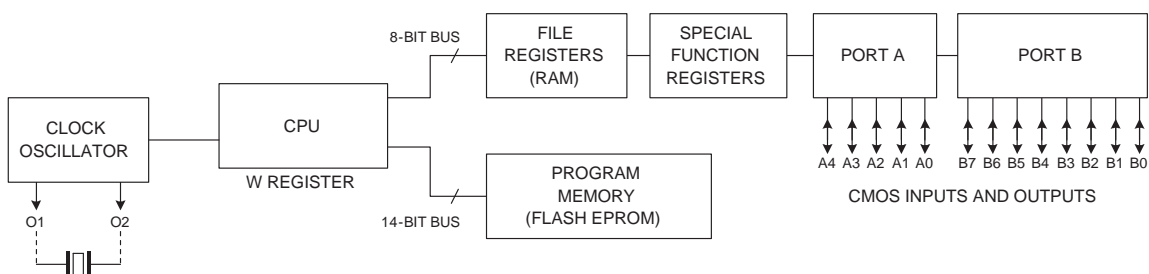 8-BIT BUS
FILE
REGISTERS
(RAM)
SPECIAL
FUNCTION
REGISTERS
PORT A
PORT B
CLOCK
OSCILLATOR
CPU
W REGISTER
A4 A3 A2 A1 A0
B7 B6 B5 B4 B3 B2 B1 B0
CMOS INPUTS AND OUTPUTS
PROGRAM
MEMORY
(FLASH EPROM)
14-BIT BUS
O1 O2